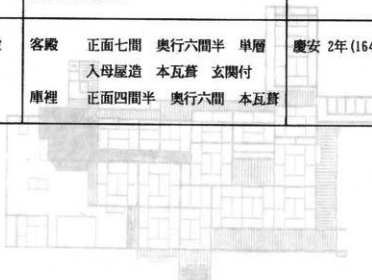 客殿 正面七間 奥行六間半 単層 慶安 2年(164
入母屋造 本瓦葺 玄関付
庫裡 正面四間半 奥行六間 本瓦葺